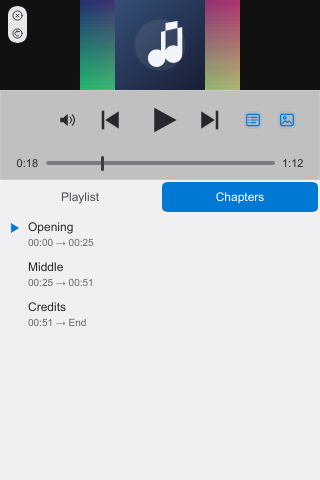 0:18
1:12
Playlist
Chapters
Opening
00:00 → 00:25
Middle
00:25 → 00:51
Credits
00:51 → End